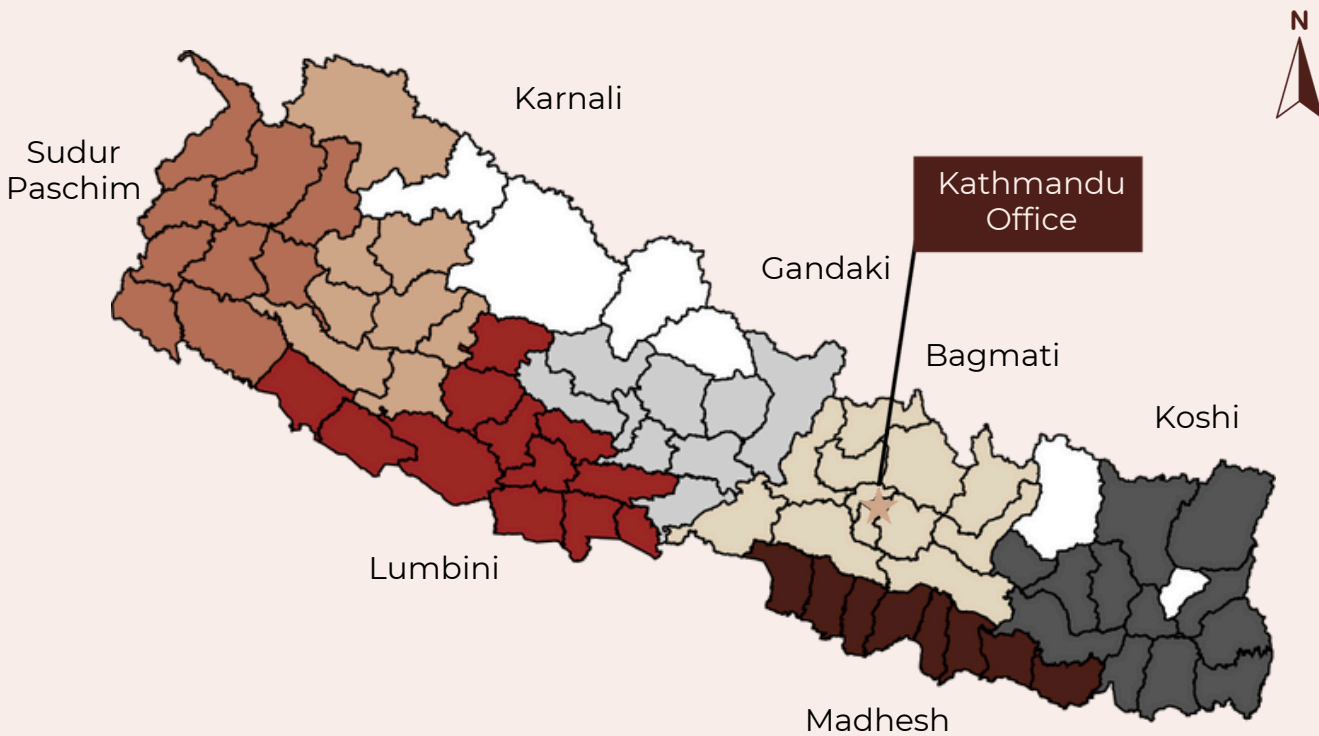 N
Karnali
Sudur
Paschim
Kathmandu
Office
Gandaki
Bagmati
Koshi
Lumbini
Madhesh